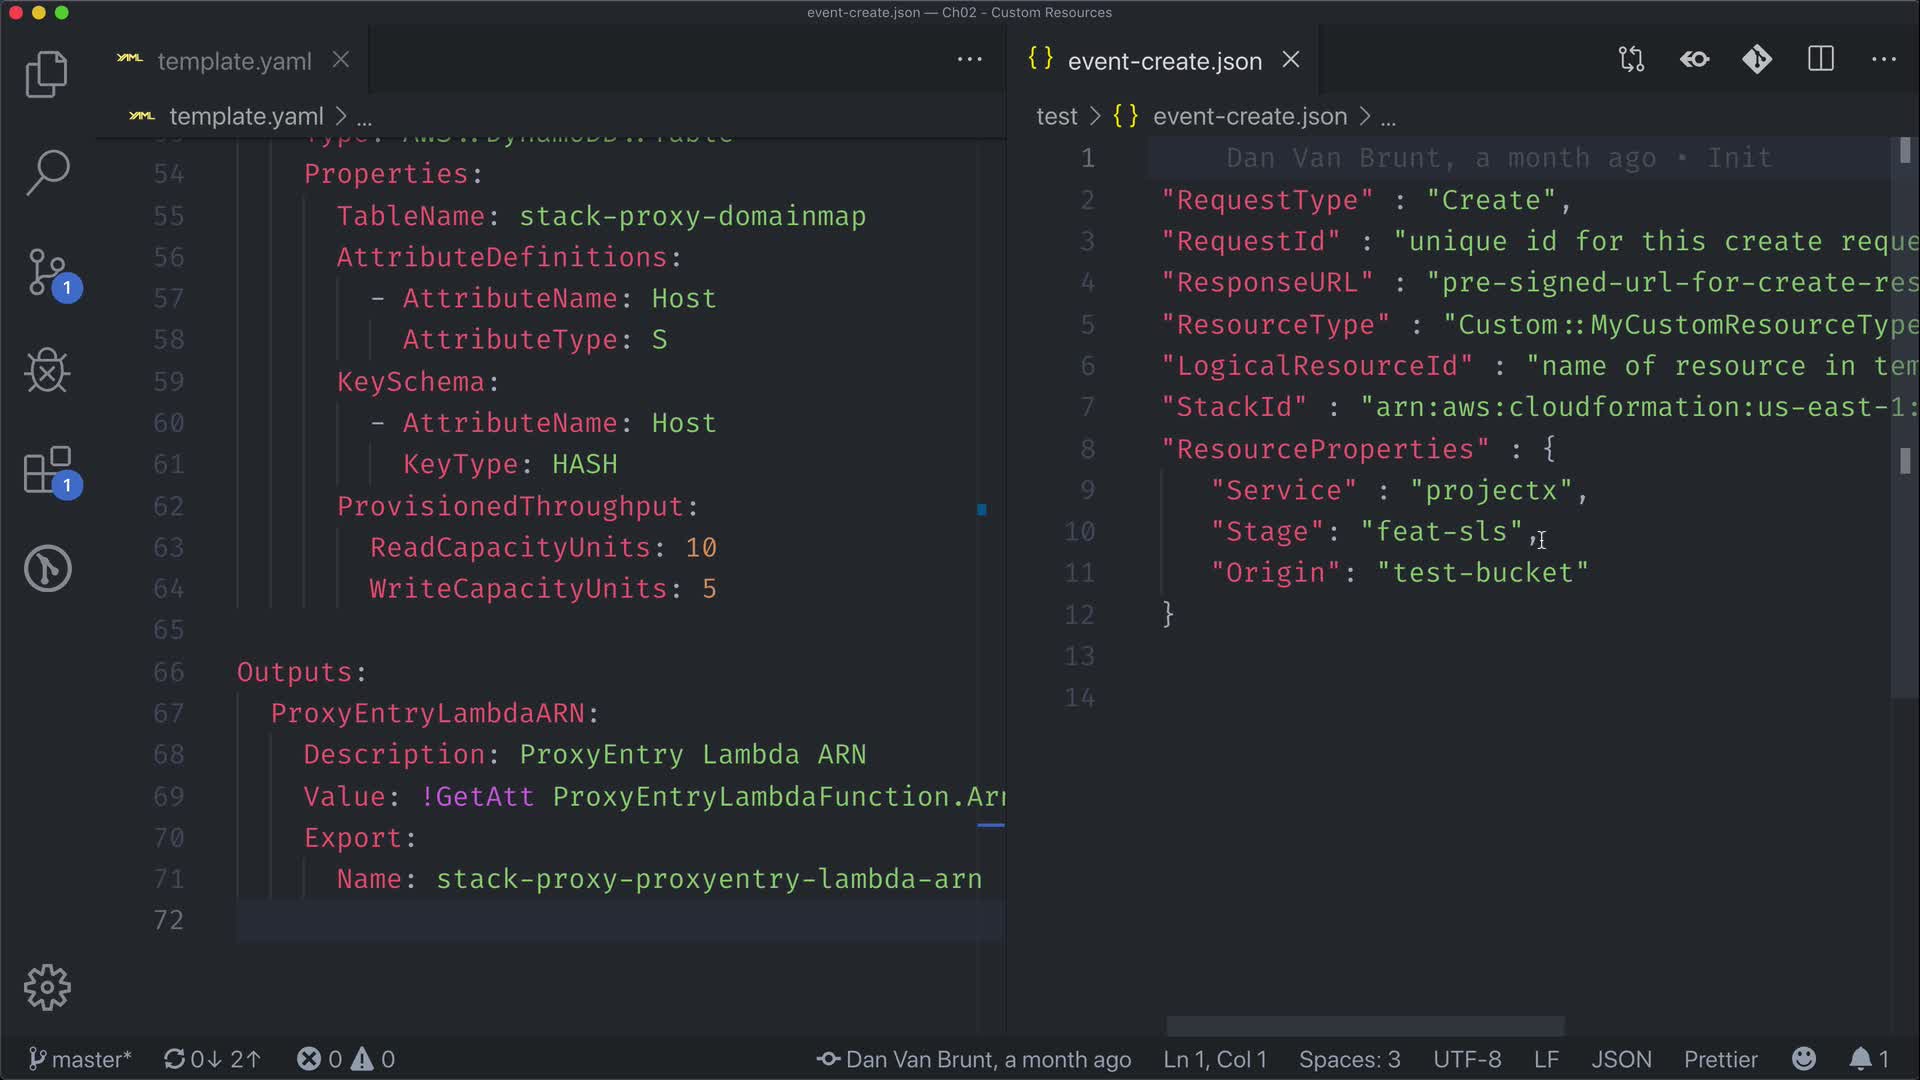 event-create.json — Ch02 - Custom Resources
template.yaml
event-create.json
template.yaml > ...
test > {} event-create.json > ...
Type: AWS::DynamoDB::Table
54 Properties:
55 TableName: stack-proxy-domainmap
56 AttributeDefinitions:
57 - AttributeName: Host
58 AttributeType: S
59 KeySchema:
60 - AttributeName: Host
61 KeyType: HASH
62 ProvisionedThroughput:
63 ReadCapacityUnits: 10
64 WriteCapacityUnits: 5
65
66 Outputs:
67 ProxyEntryLambdaARN:
68 Description: ProxyEntry Lambda ARN
69 Value: !GetAtt ProxyEntryLambdaFunction.Arn
70 Export:
71 Name: stack-proxy-proxyentry-lambda-arn
72
1 Dan Van Brunt, a month ago • Init
2 "RequestType" : "Create",
3 "RequestId" : "unique id for this create reque
4 "ResponseURL" : "pre-signed-url-for-create-res
5 "ResourceType" : "Custom::MyCustomResourceType
6 "LogicalResourceId" : "name of resource in tem
7 "StackId" : "arn:aws:cloudformation:us-east-1:
8 "ResourceProperties" : {
9 "Service" : "projectx",
10 "Stage": "feat-sls",
11 "Origin": "test-bucket"
12 }
13
14
1
1
master* 0↓ 2↑ 0 0 Dan Van Brunt, a month ago Ln 1, Col 1 Spaces: 3 UTF-8 LF JSON Prettier 1